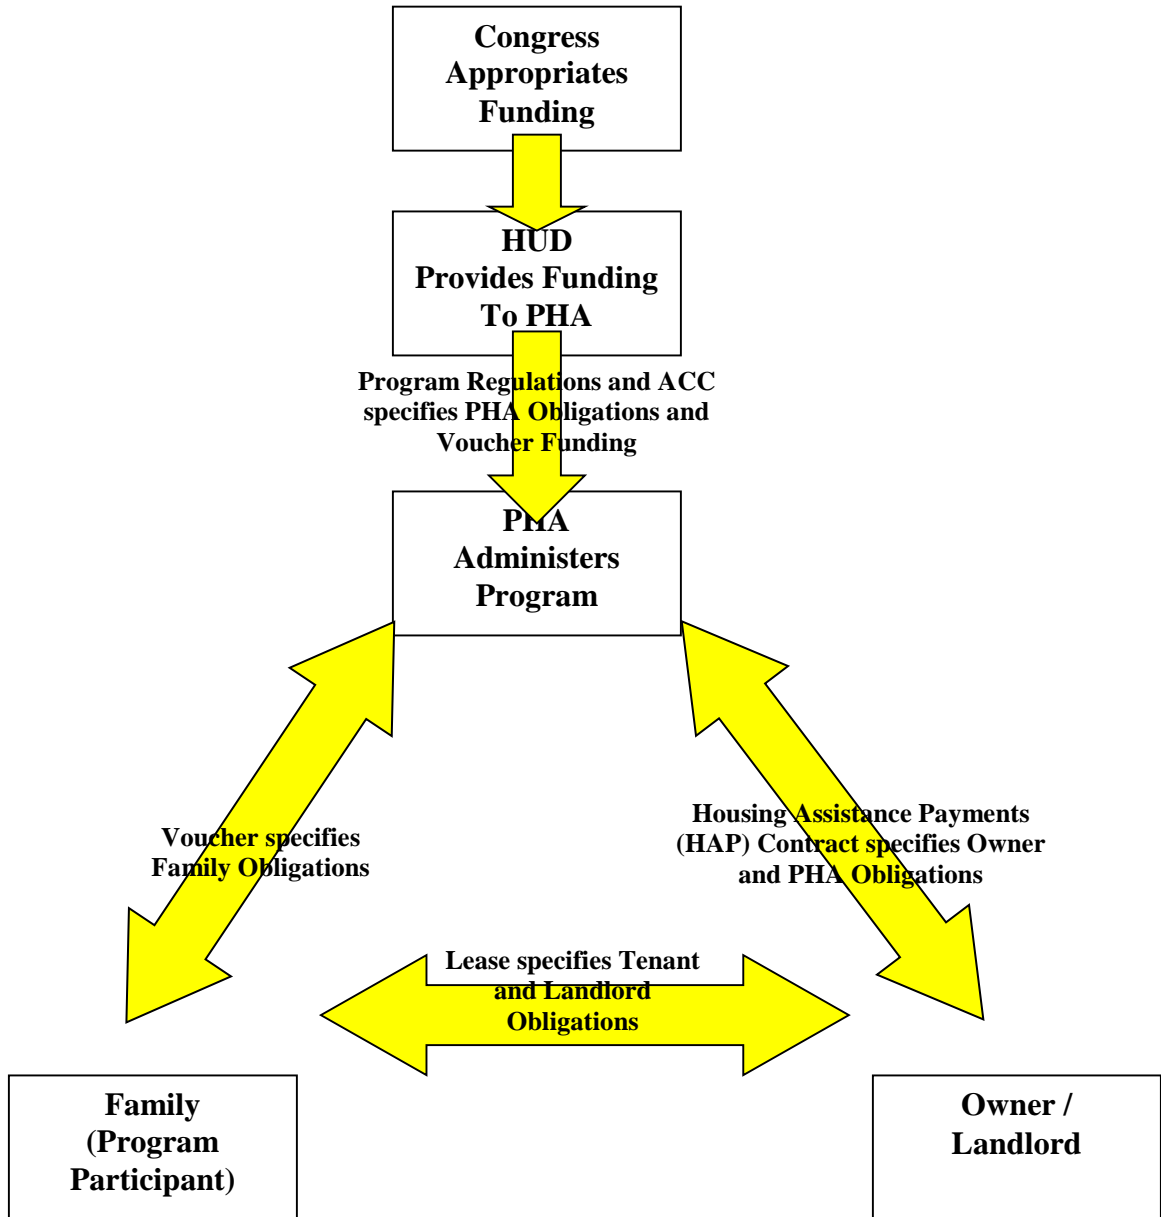 Congress
Appropriates
Funding
HUD
Provides Funding
To PHA
Program Regulations and ACC
specifies PHA Obligations and
Voucher Funding
PHA
Administers
Program
Voucher specifies
Family Obligations
Housing Assistance Payments
(HAP) Contract specifies Owner
and PHA Obligations
Lease specifies Tenant
and Landlord
Obligations
Family
(Program
Participant)
Owner /
Landlord